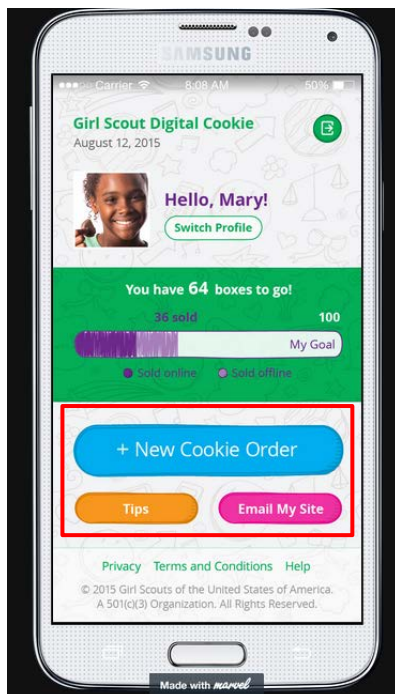 SAMSUNG
Carrier 8:08 AM 50%
Girl Scout Digital Cookie
August 12, 2015
Hello, Mary!
Switch Profile
You have 64 boxes to go!
36 sold 100
My Goal
Sold online Sold offline
+ New Cookie Order
Tips Email My Site
Privacy Terms and Conditions Help
© 2015 Girl Scouts of the United States of America.
A 501(c)(3) Organization. All Rights Reserved.
Made with marvel